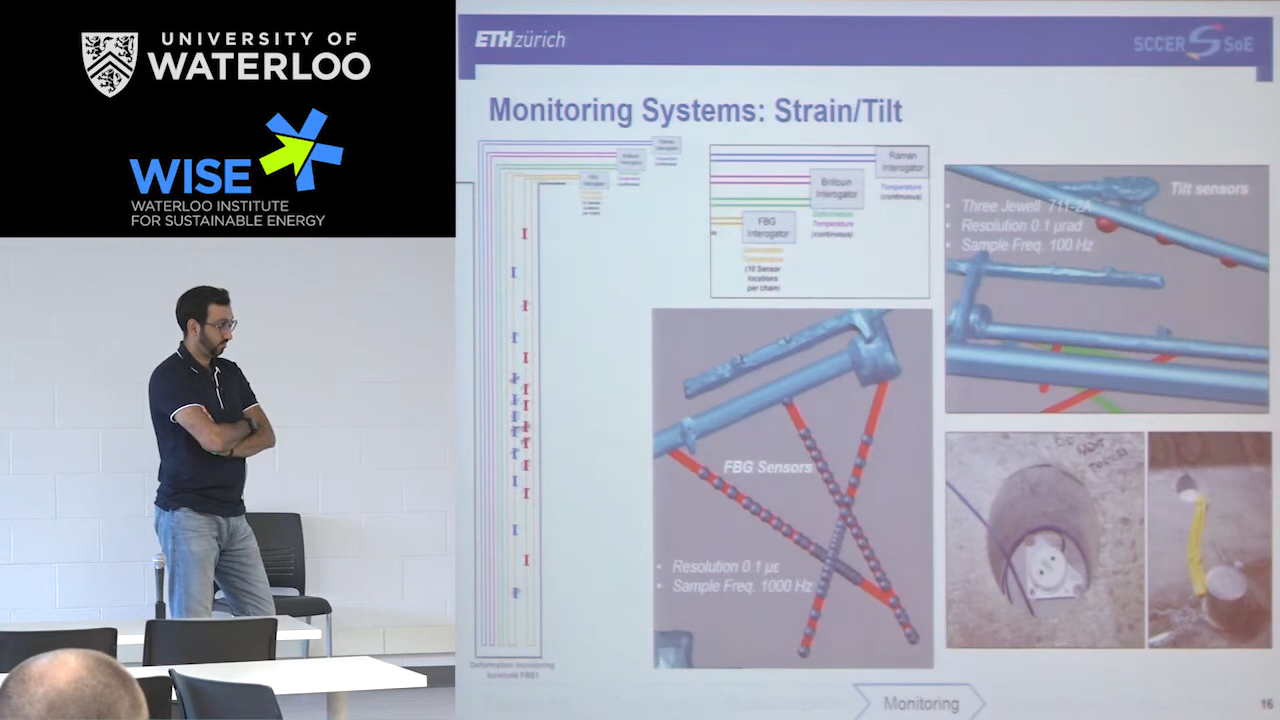 UNIVERSITY OF
WATERLOO
WISE
WATERLOO INSTITUTE
FOR SUSTAINABLE ENERGY
ETH zürich
SCCER SoE
Monitoring Systems: Strain/Tilt
Raman
Interogator
Temperature
(continuous)
Brillouin
Interogator
Deformation
Temperature
(continuous)
FBG
Interogator
Deformation
Temperature
(10 Sensor
locations
per chain)
Deformation monitoring
borehole FBS1
Tilt sensors
• Three Jewell 711-2A
• Resolution 0.1 µrad
• Sample Freq. 100 Hz
FBG Sensors
• Resolution 0.1 µε
• Sample Freq. 1000 Hz
Monitoring
16